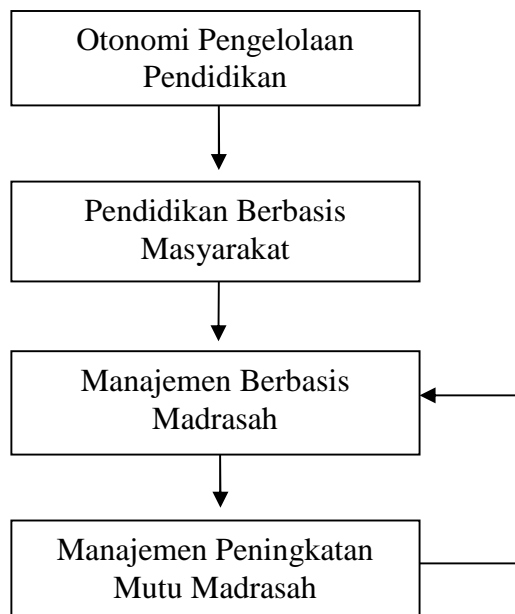 Otonomi Pengelolaan
Pendidikan
Pendidikan Berbasis
Masyarakat
Manajemen Berbasis
Madrasah
Manajemen Peningkatan
Mutu Madrasah